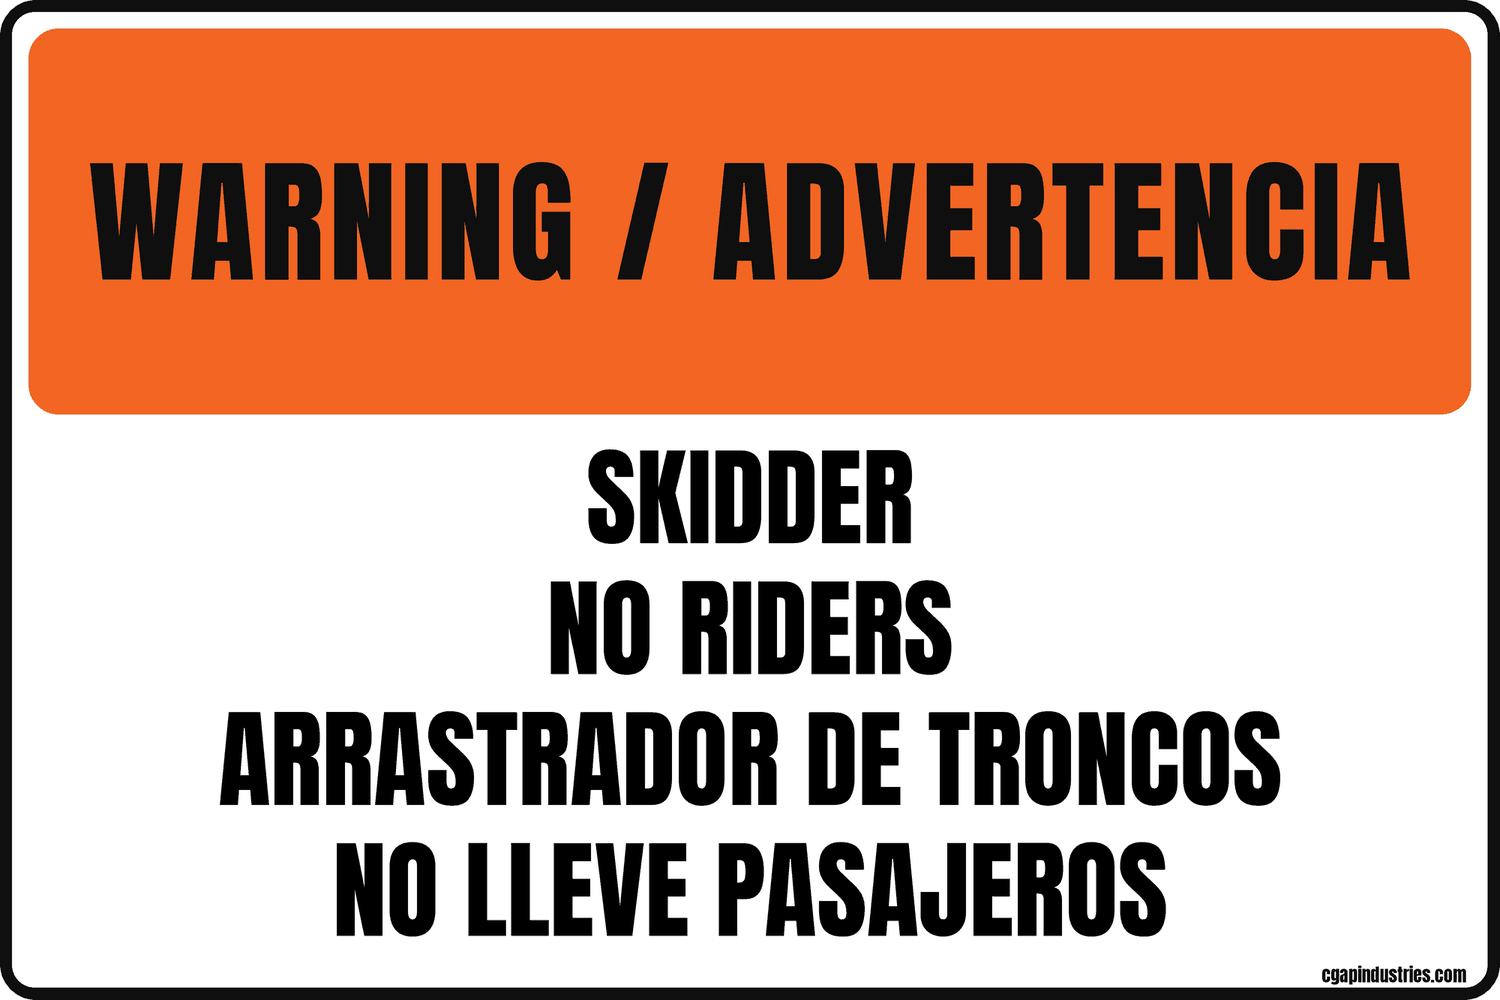 WARNING / ADVERTENCIA
SKIDDER
NO RIDERS
ARRASTRADOR DE TRONCOS
NO LLEVE PASAJEROS
cgapindustries.com